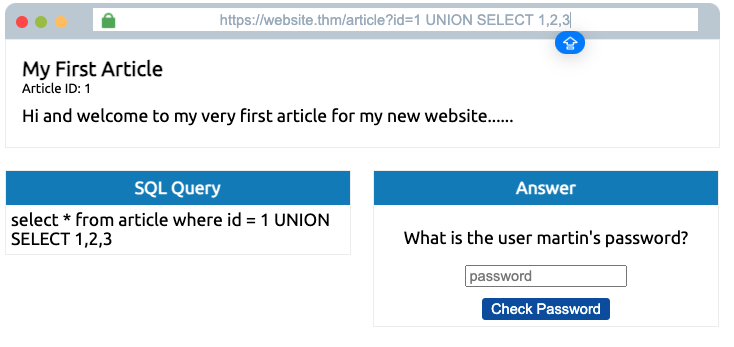 https://website.thm/article?id=1 UNION SELECT 1,2,3
My First Article
Article ID: 1
Hi and welcome to my very first article for my new website......
SQL Query
select * from article where id = 1 UNION
SELECT 1,2,3
Answer
What is the user martin's password?
password
Check Password